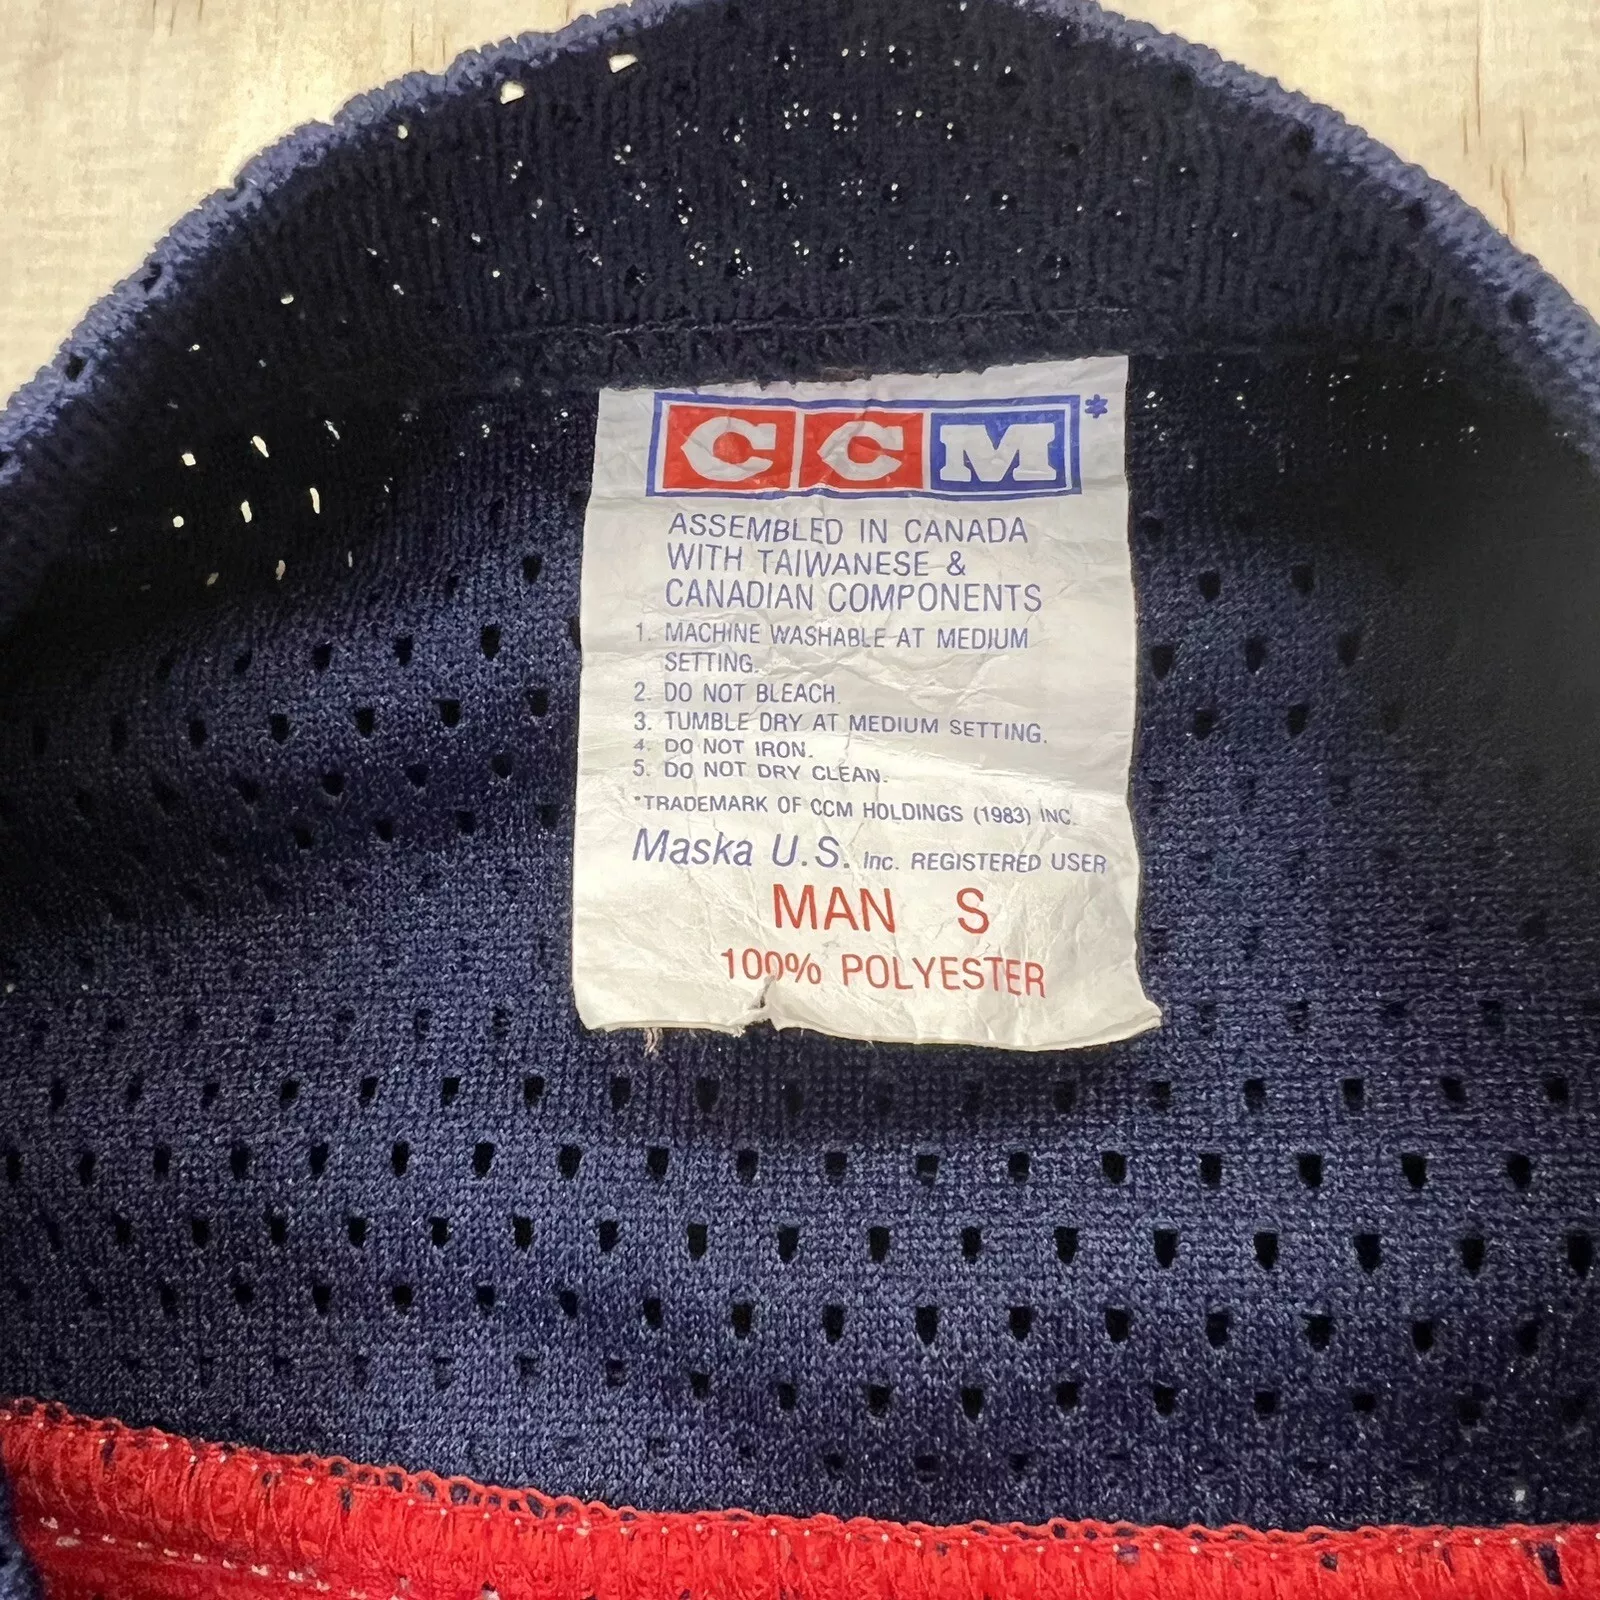 CCM*
ASSEMBLED IN CANADA
WITH TAIWANESE &
CANADIAN COMPONENTS
1. MACHINE WASHABLE AT MEDIUM
SETTING.
2. DO NOT BLEACH.
3. TUMBLE DRY AT MEDIUM SETTING.
4. DO NOT IRON.
5. DO NOT DRY CLEAN.
*TRADEMARK OF CCM HOLDINGS (1983) INC.
Maska U.S. Inc. REGISTERED USER
MAN S
100% POLYESTER